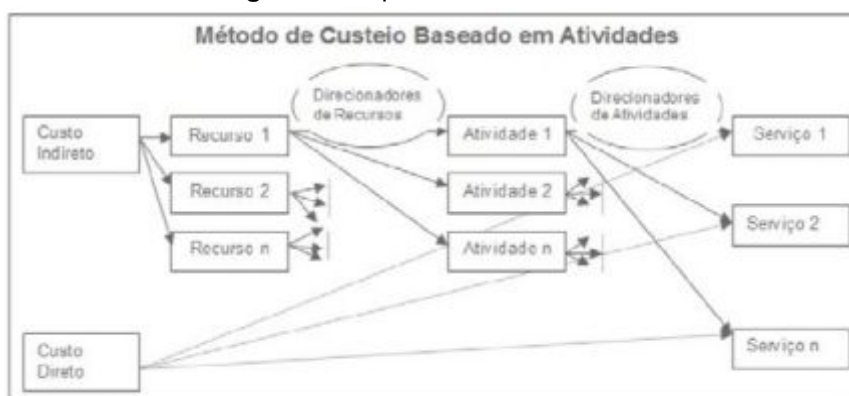 Método de Custeio Baseado em Atividades
Direcionadores
de Recursos
Direcionadores
de Atividades
Custo
Indireto
Recurso 1
Atividade 1
Serviço 1
Recurso 2
Atividade 2
Serviço 2
Recurso n
Atividade n
Custo
Direto
Serviço n